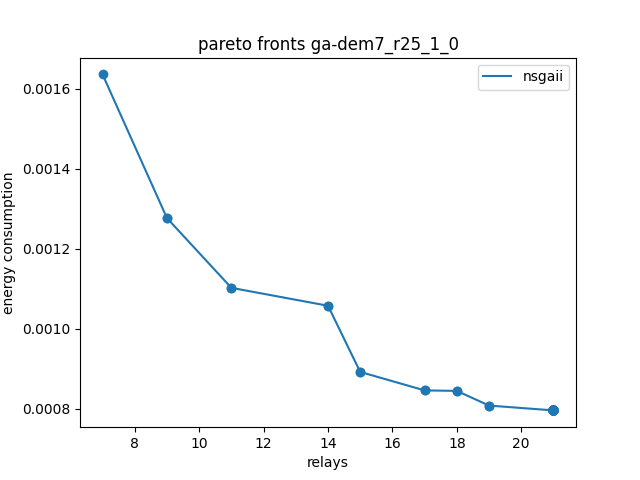 pareto fronts ga-dem7_r25_1_0
nsgaii
energy consumption
0.0016
0.0014
0.0012
0.0010
0.0008
8 10 12 14 16 18 20
relays